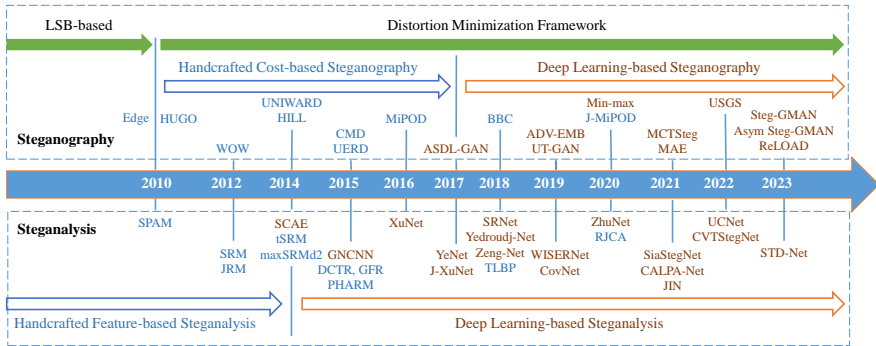 LSB-based
Distortion Minimization Framework
Handcrafted Cost-based Steganography
Deep Learning-based Steganography
Edge
HUGO
WOW
UNIWARD
HILL
CMD
UERD
MiPOD
ASDL-GAN
BBC
ADV-EMB
UT-GAN
Min-max
J-MiPOD
MCTSteg
MAE
USGS
Steg-GMAN
Asym Steg-GMAN
ReLOAD
Steganography
2010 2012 2014 2015 2016 2017 2018 2019 2020 2021 2022 2023
Steganalysis
SPAM
SRM
JRM
SCAE
tSRM
maxSRMd2
GNCNN
DCTR, GFR
PHARM
XuNet
YeNet
J-XuNet
SRNet
Yedroudj-Net
Zeng-Net
TLBP
WISERNet
CovNet
ZhuNet
RJCA
SiaStegNet
CALPA-Net
JIN
UCNet
CVTStegNet
STD-Net
Handcrafted Feature-based Steganalysis
Deep Learning-based Steganalysis